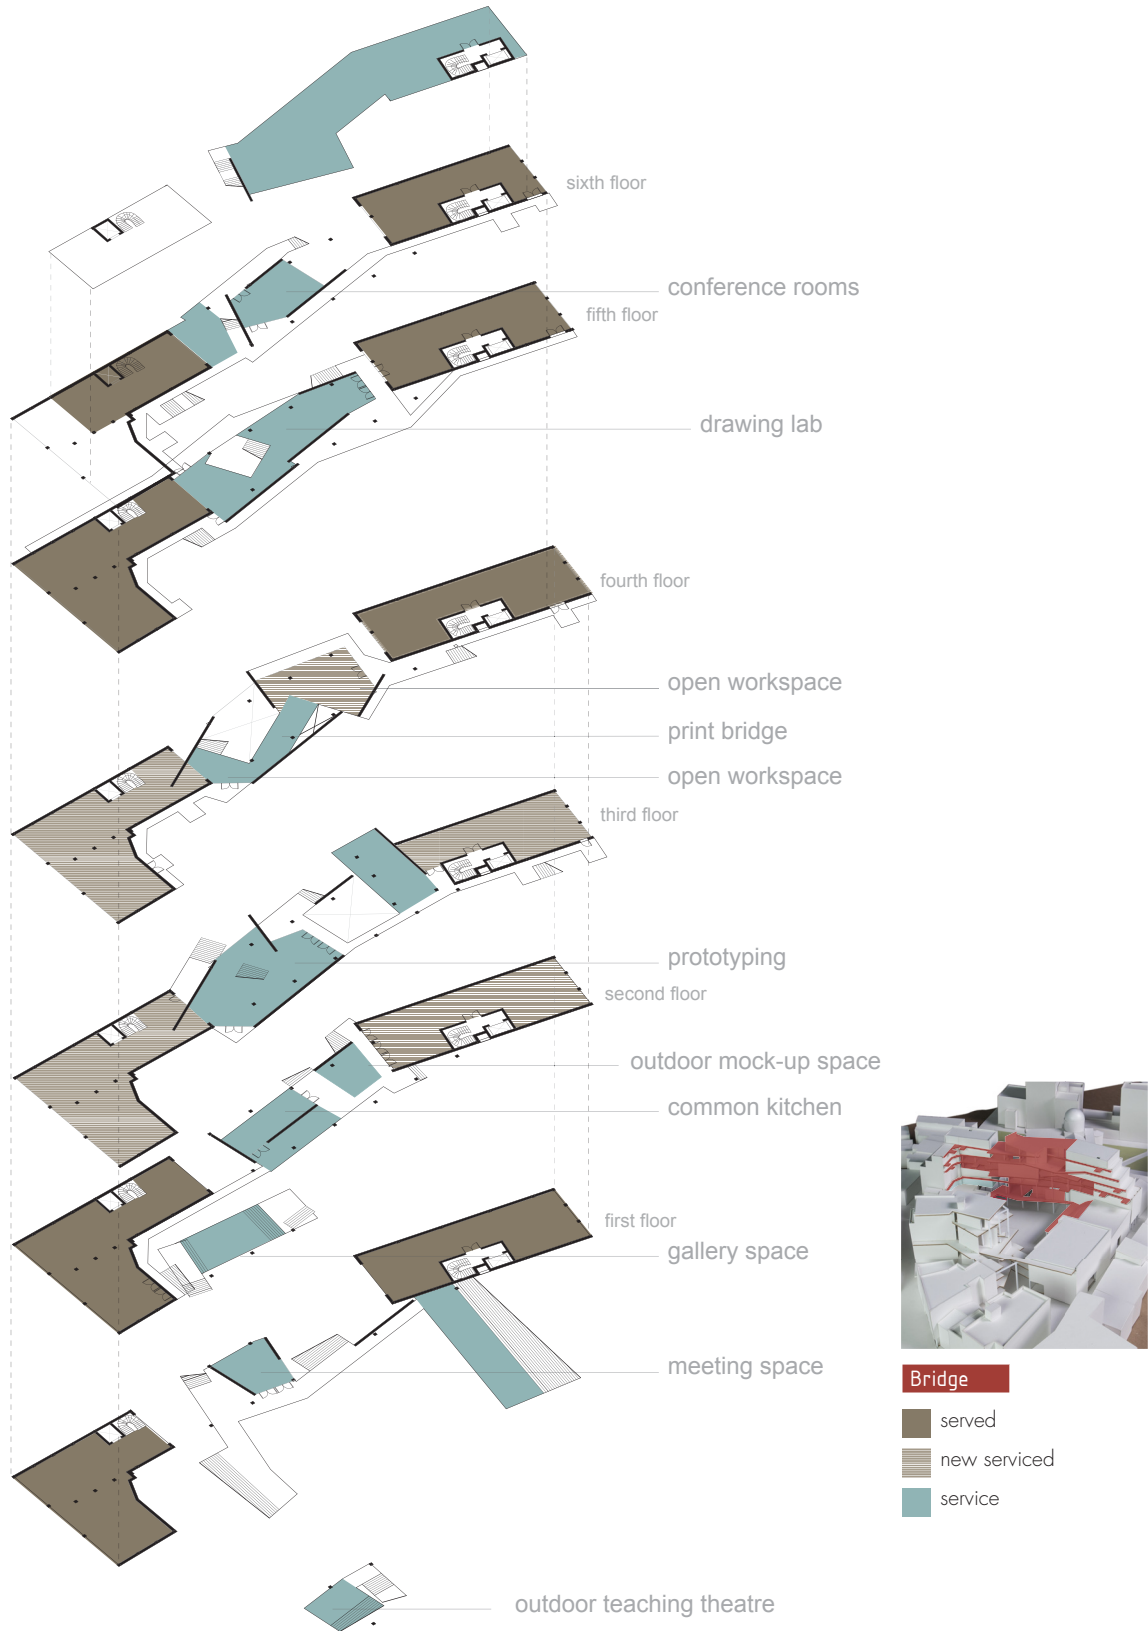 sixth floor
conference rooms
fifth floor
drawing lab
fourth floor
open workspace
print bridge
open workspace
third floor
prototyping
second floor
outdoor mock-up space
common kitchen
first floor
gallery space
meeting space
Bridge
served
new serviced
service
outdoor teaching theatre